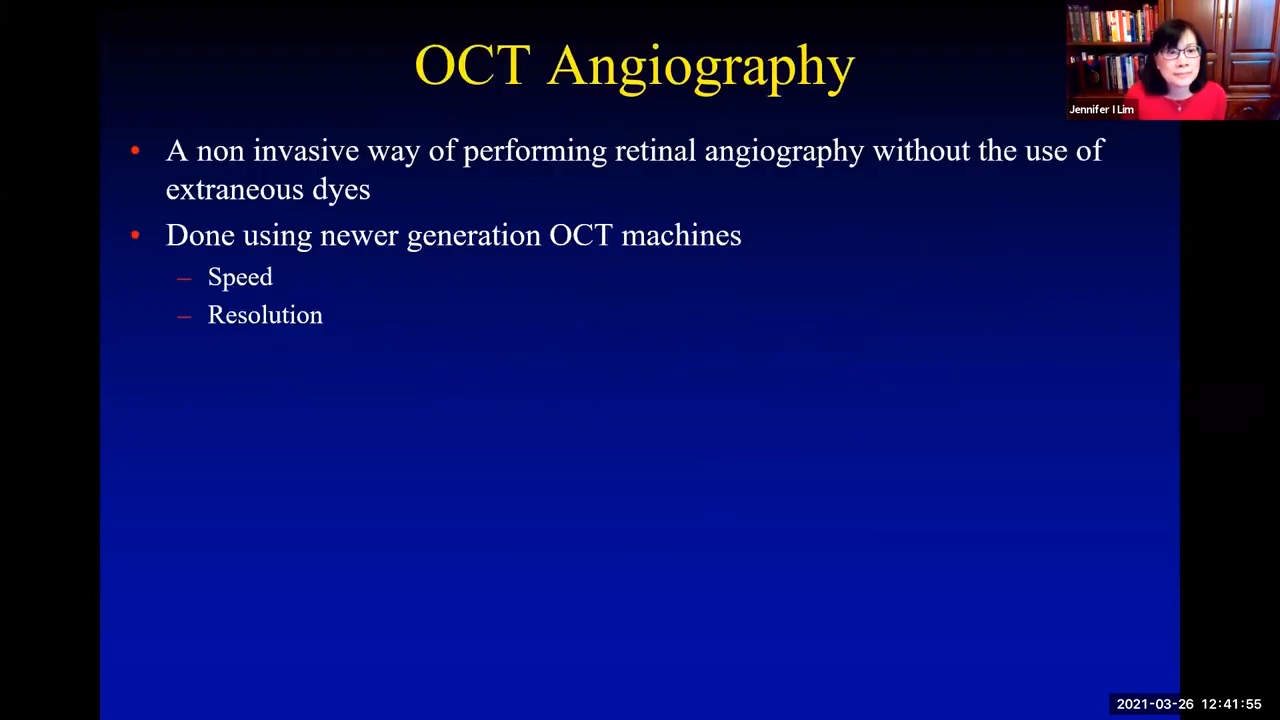 OCT Angiography
Jennifer I Lim
• A non invasive way of performing retinal angiography without the use of
extraneous dyes
• Done using newer generation OCT machines
– Speed
– Resolution
2021-03-26 12:41:55